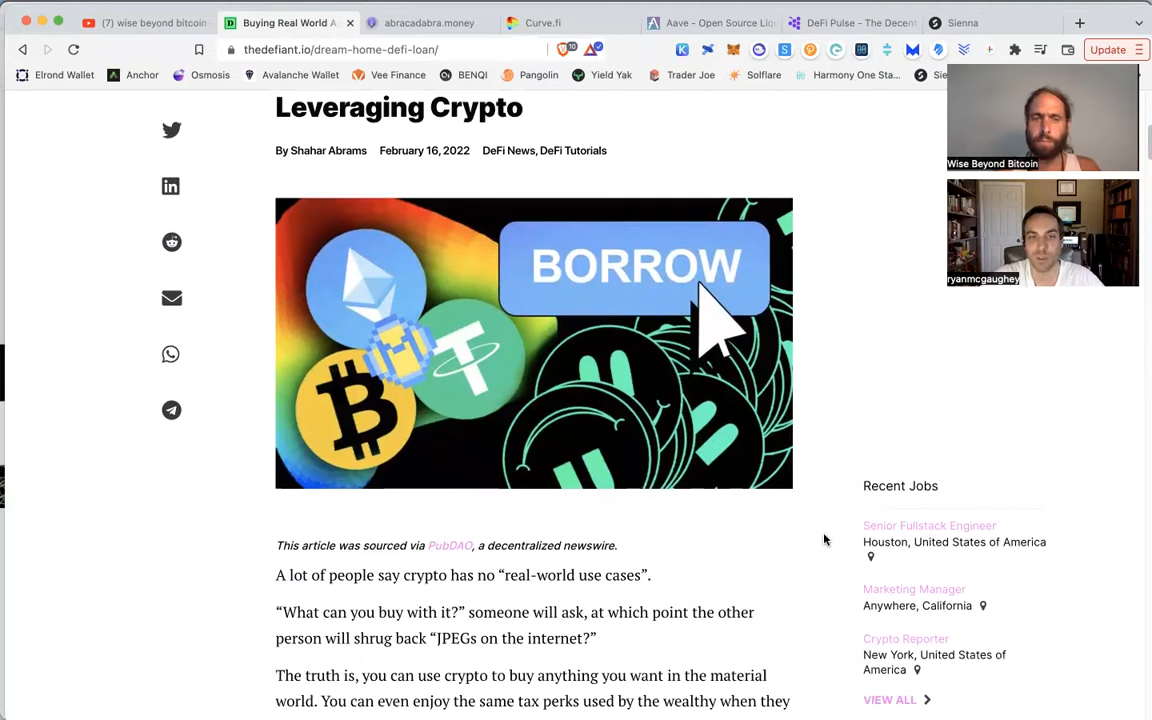 (7) wise beyond bitcoin
Buying Real World A
abracadabra.money
Curve.fi
Aave - Open Source Liq
DeFi Pulse - The Decent
Sienna
thedefiant.io/dream-home-defi-loan/
10
Update
Elrond Wallet
Anchor
Osmosis
Avalanche Wallet
Vee Finance
BENQI
Pangolin
Yield Yak
Trader Joe
Solflare
Harmony One Sta...
Sie
Leveraging Crypto
By Shahar Abrams February 16, 2022 DeFi News, DeFi Tutorials
BORROW
Wise Beyond Bitcoin
ryanmcgaughey
This article was sourced via PubDAO, a decentralized newswire.
A lot of people say crypto has no “real-world use cases”.
“What can you buy with it?” someone will ask, at which point the other
person will shrug back “JPEGs on the internet?”
The truth is, you can use crypto to buy anything you want in the material
world. You can even enjoy the same tax perks used by the wealthy when they
Recent Jobs
Senior Fullstack Engineer
Houston, United States of America
Marketing Manager
Anywhere, California
Crypto Reporter
New York, United States of
America
VIEW ALL